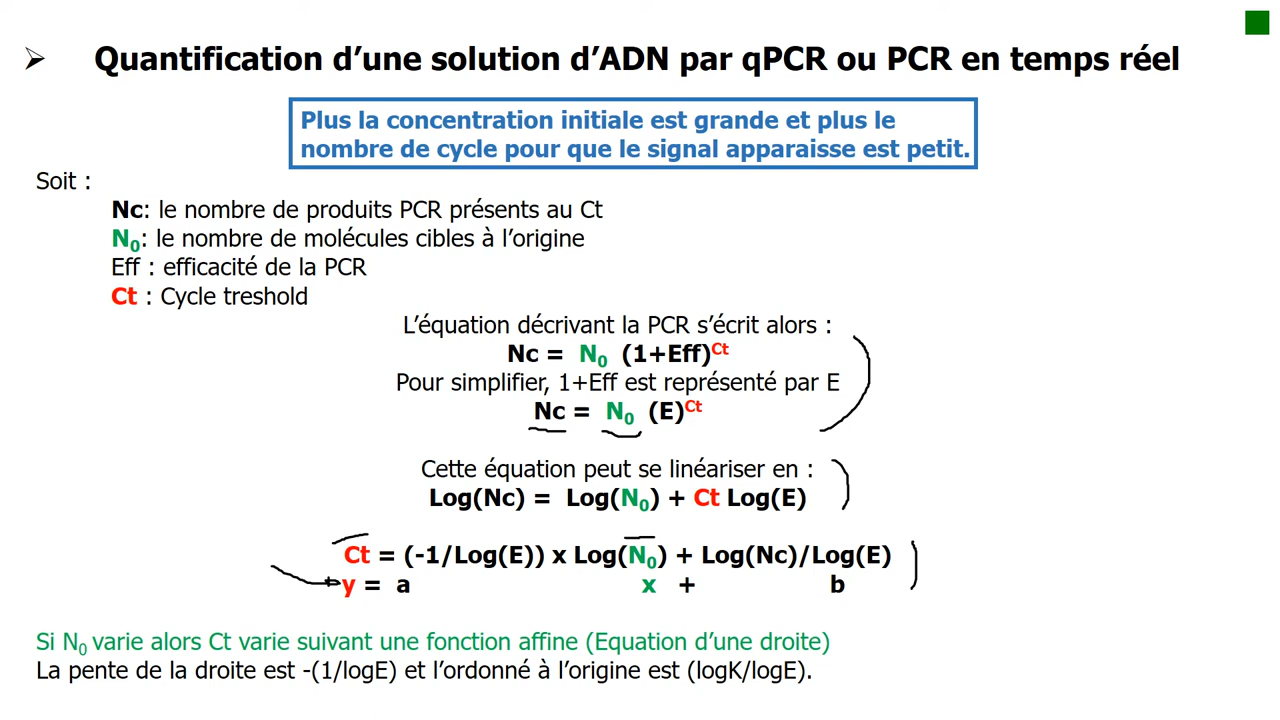 ➢ Quantification d’une solution d’ADN par qPCR ou PCR en temps réel
Plus la concentration initiale est grande et plus le
nombre de cycle pour que le signal apparaisse est petit.
Soit :
Nc: le nombre de produits PCR présents au Ct
N₀: le nombre de molécules cibles à l’origine
Eff : efficacité de la PCR
Ct : Cycle treshold
L’équation décrivant la PCR s’écrit alors :
Nc = N₀ (1+Eff)^Ct
Pour simplifier, 1+Eff est représenté par E
Nc = N₀ (E)^Ct
Cette équation peut se linéariser en :
Log(Nc) = Log(N₀) + Ct Log(E)
Ct = (-1/Log(E)) x Log(N₀) + Log(Nc)/Log(E)
y = a x + b
Si N₀ varie alors Ct varie suivant une fonction affine (Equation d’une droite)
La pente de la droite est -(1/logE) et l’ordonné à l’origine est (logK/logE).